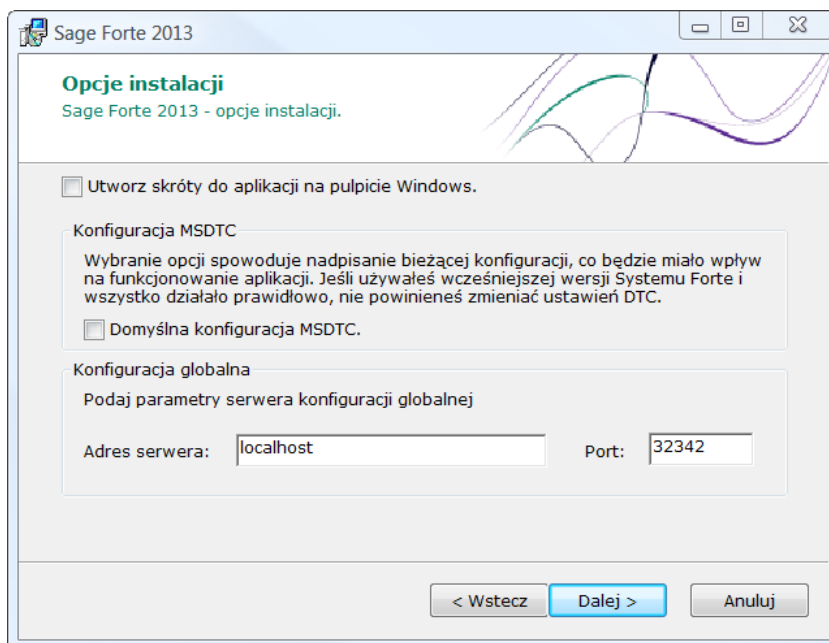 Sage Forte 2013
Opcje instalacji
Sage Forte 2013 - opcje instalacji.
Utworz skróty do aplikacji na pulpicie Windows.
Konfiguracja MSDTC
Wybranie opcji spowoduje nadpisanie bieżącej konfiguracji, co będzie miało wpływ
na funkcjonowanie aplikacji. Jeśli używałeś wcześniejszej wersji Systemu Forte i
wszystko działało prawidłowo, nie powinieneś zmieniać ustawień DTC.
Domyślna konfiguracja MSDTC.
Konfiguracja globalna
Podaj parametry serwera konfiguracji globalnej
Adres serwera: localhost Port: 32342
< Wstecz Dalej > Anuluj